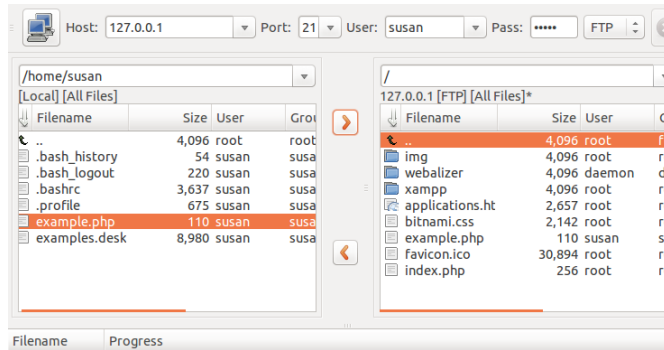 Host: 127.0.0.1 Port: 21 User: susan Pass: ••••• FTP
/home/susan
[Local] [All Files]
Filename Size User Grou
.. 4,096 root root
.bash_history 54 susan susa
.bash_logout 220 susan susa
.bashrc 3,637 susan susa
.profile 675 susan susa
example.php 110 susan susa
examples.desk 8,980 susan susa
/
127.0.0.1 [FTP] [All Files]*
Filename Size User
.. 4,096 root
img 4,096 root r
webalizer 4,096 daemon d
xampp 4,096 root r
applications.ht 2,657 root r
bitnami.css 2,142 root r
example.php 110 susan s
favicon.ico 30,894 root r
index.php 256 root r
Filename Progress